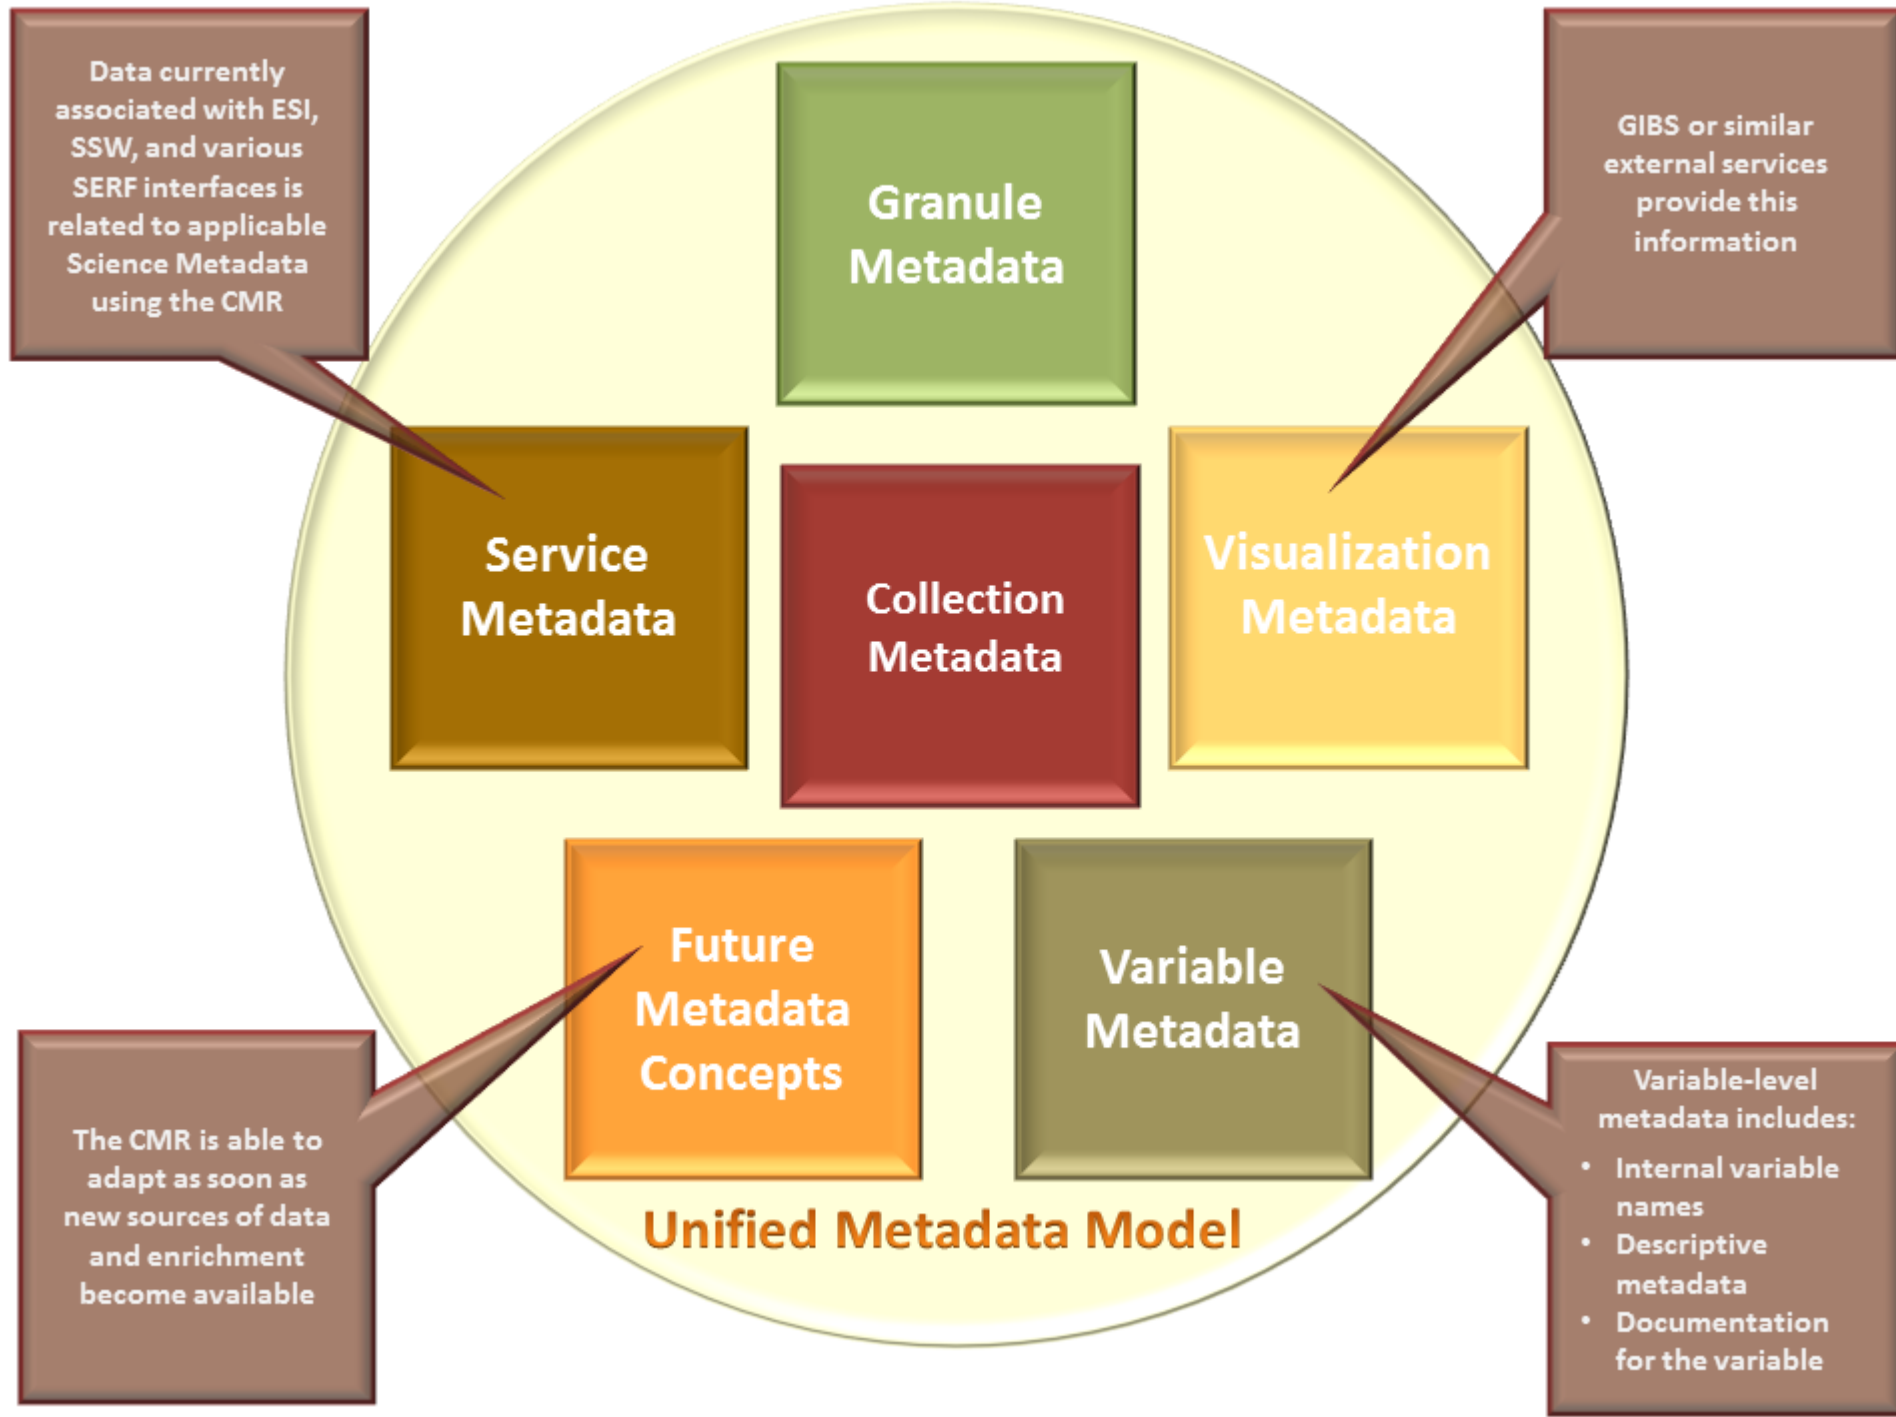 Data currently
associated with ESI,
SSW, and various
SERF interfaces is
related to applicable
Science Metadata
using the CMR
Granule
Metadata
GIBS or similar
external services
provide this
information
Service
Metadata
Collection
Metadata
Visualization
Metadata
Future
Metadata
Concepts
Variable
Metadata
The CMR is able to
adapt as soon as
new sources of data
and enrichment
become available
Variable-level
metadata includes:
• Internal variable
names
• Descriptive
metadata
• Documentation
for the variable
Unified Metadata Model